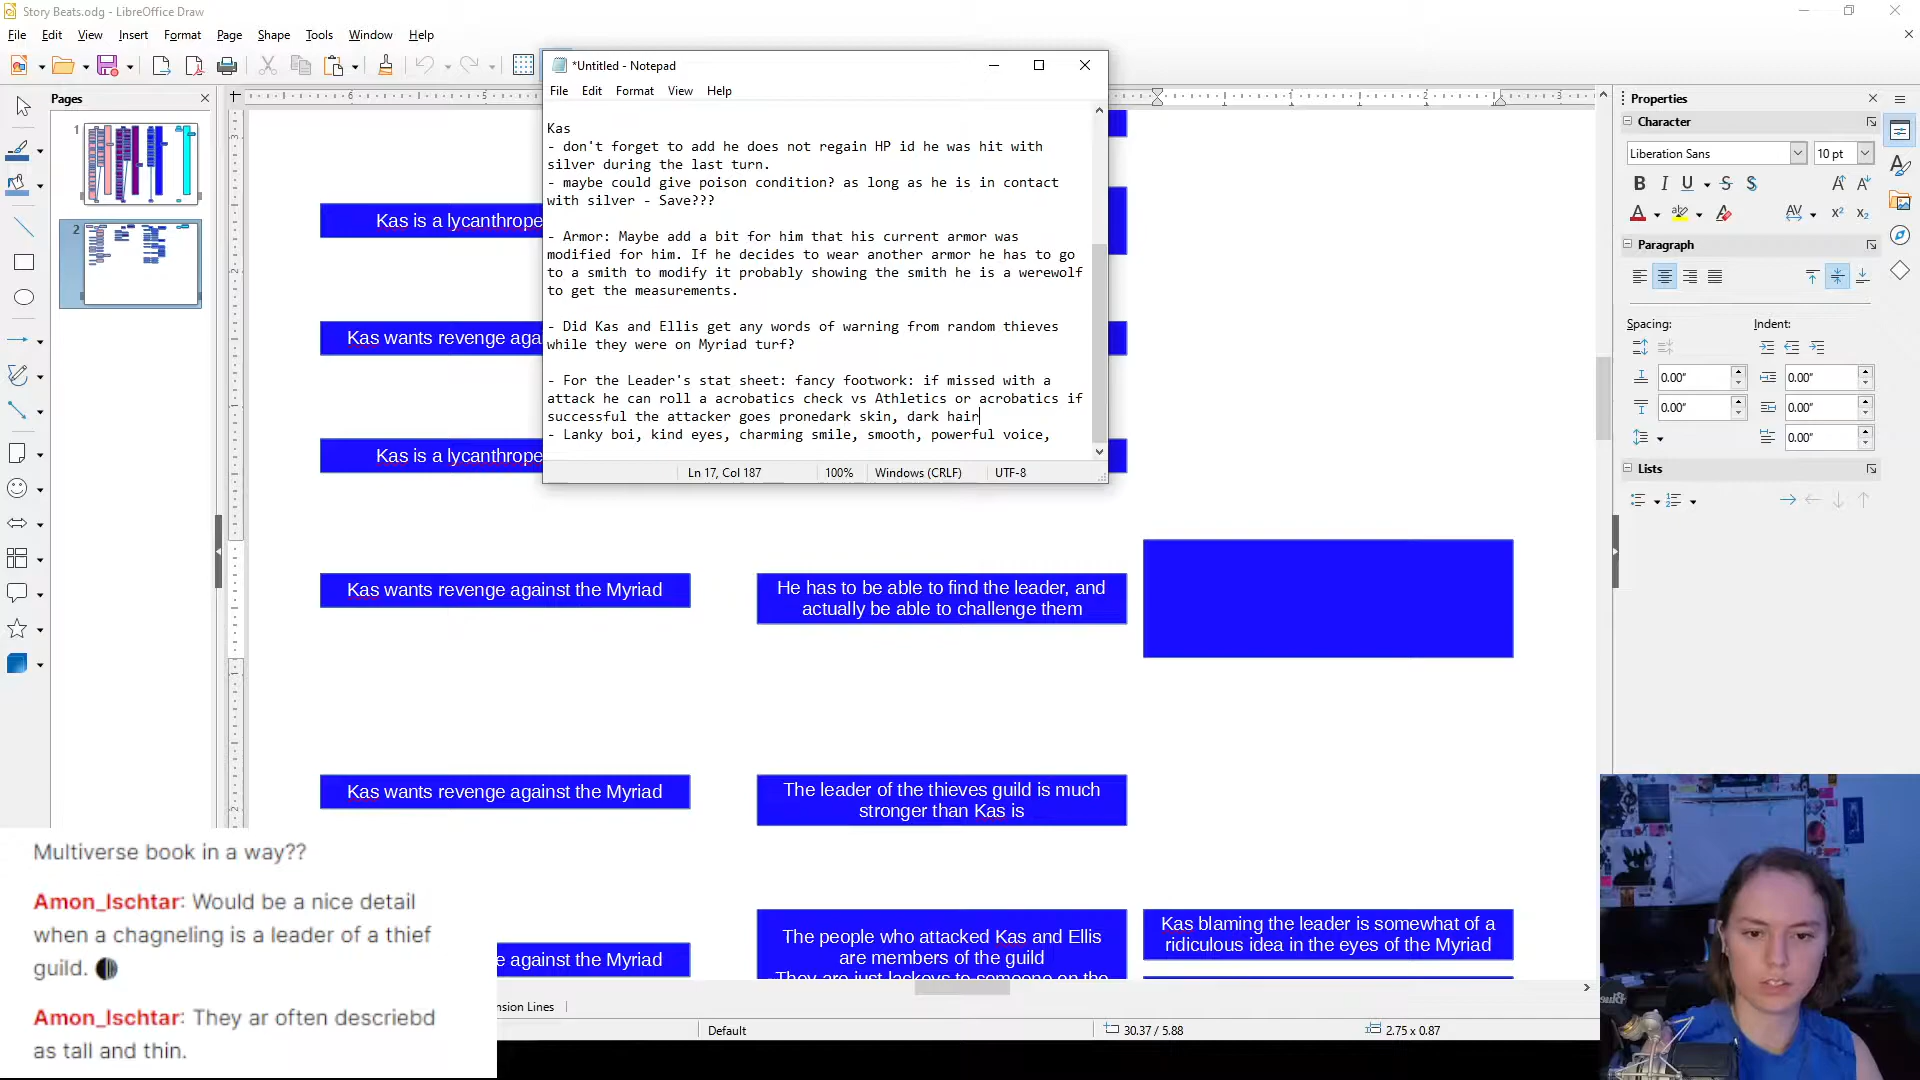 Story Beats.odg - LibreOffice Draw
File Edit View Insert Format Page Shape Tools Window Help
*Untitled - Notepad
File Edit Format View Help
Kas
- don't forget to add he does not regain HP id he was hit with
silver during the last turn.
- maybe could give poison condition? as long as he is in contact
with silver - Save???
- Armor: Maybe add a bit for him that his current armor was
modified for him. If he decides to wear another armor he has to go
to a smith to modify it probably showing the smith he is a werewolf
to get the measurements.
- Did Kas and Ellis get any words of warning from random thieves
while they were on Myriad turf?
- For the Leader's stat sheet: fancy footwork: if missed with a
attack he can roll a acrobatics check vs Athletics or acrobatics if
successful the attacker goes pronedark skin, dark hair
- Lanky boi, kind eyes, charming smile, smooth, powerful voice,
Ln 17, Col 187 100% Windows (CRLF) UTF-8
Pages
1
2
Kas is a lycanthrope
Kas wants revenge aga
Kas is a lycanthrope
Kas wants revenge against the Myriad
He has to be able to find the leader, and
actually be able to challenge them
Kas wants revenge against the Myriad
The leader of the thieves guild is much
stronger than Kas is
e against the Myriad
The people who attacked Kas and Ellis
are members of the guild
They are just lackeys to someone on the
Kas blaming the leader is somewhat of a
ridiculous idea in the eyes of the Myriad
Properties
Character
Liberation Sans 10 pt
Paragraph
Spacing: Indent:
0.00" 0.00"
0.00" 0.00"
0.00"
Lists
Multiverse book in a way??
Amon_Ischtar: Would be a nice detail
when a chagneling is a leader of a thief
guild.
Amon_Ischtar: They ar often descriebd
as tall and thin.
nsion Lines
Default 30.37 / 5.88 2.75 x 0.87